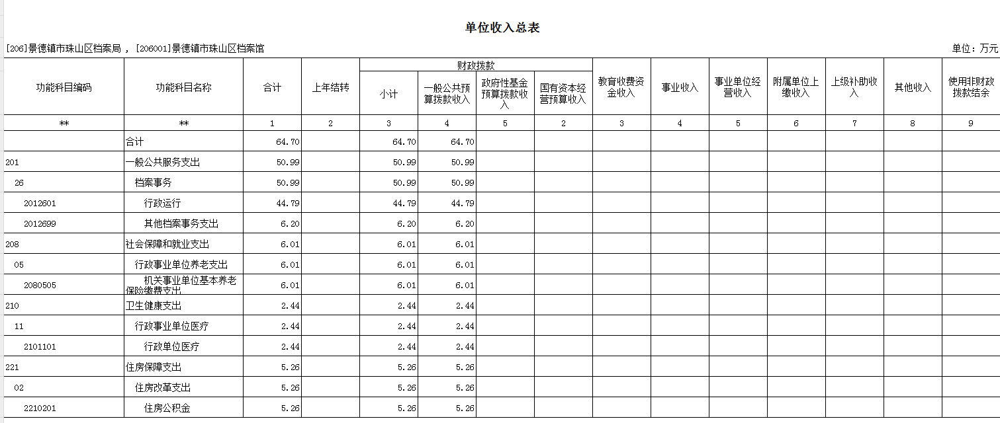 单位收入总表
[206]景德镇市珠山区档案局 , [206001]景德镇市珠山区档案馆 单位：万元
功能科目编码 功能科目名称 合计 上年结转 财政拨款 教育收费资金收入 事业收入 事业单位经营收入 附属单位上缴收入 上级补助收入 其他收入 使用非财政拨款结余
小计 一般公共预算拨款收入 政府性基金预算拨款收入 国有资本经营预算收入
** ** 1 2 3 4 5 2 3 4 5 6 7 8 9
合计 64.70 64.70 64.70
201 一般公共服务支出 50.99 50.99 50.99
26 档案事务 50.99 50.99 50.99
2012601 行政运行 44.79 44.79 44.79
2012699 其他档案事务支出 6.20 6.20 6.20
208 社会保障和就业支出 6.01 6.01 6.01
05 行政事业单位养老支出 6.01 6.01 6.01
2080505 机关事业单位基本养老保险缴费支出 6.01 6.01 6.01
210 卫生健康支出 2.44 2.44 2.44
11 行政事业单位医疗 2.44 2.44 2.44
2101101 行政单位医疗 2.44 2.44 2.44
221 住房保障支出 5.26 5.26 5.26
02 住房改革支出 5.26 5.26 5.26
2210201 住房公积金 5.26 5.26 5.26